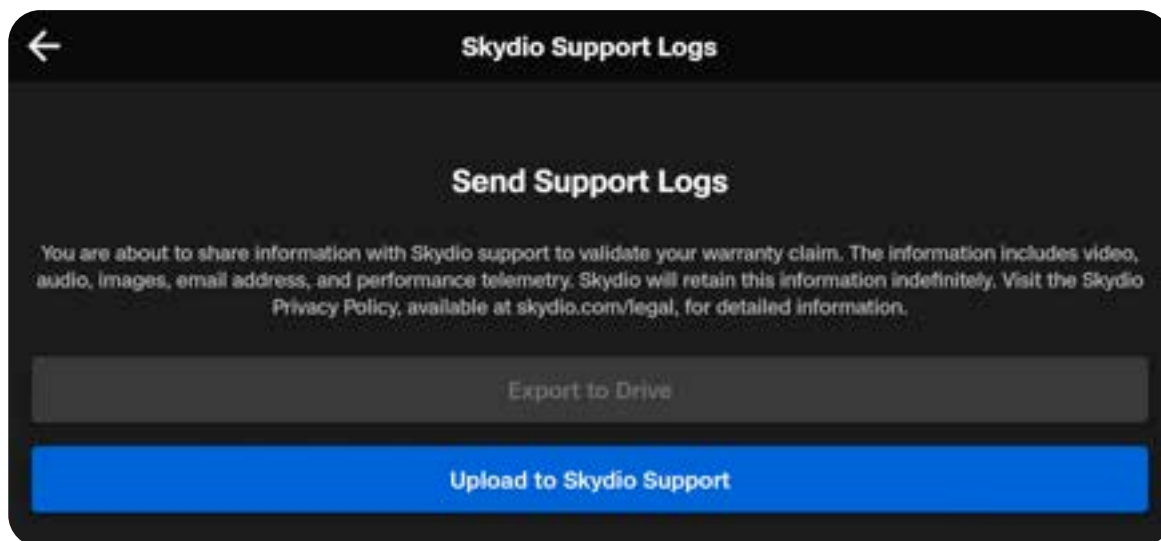 Skydio Support Logs
Send Support Logs
You are about to share information with Skydio support to validate your warranty claim. The information includes video,
audio, images, email address, and performance telemetry. Skydio will retain this information indefinitely. Visit the Skydio
Privacy Policy, available at skydio.com/legal, for detailed information.
Export to Drive
Upload to Skydio Support